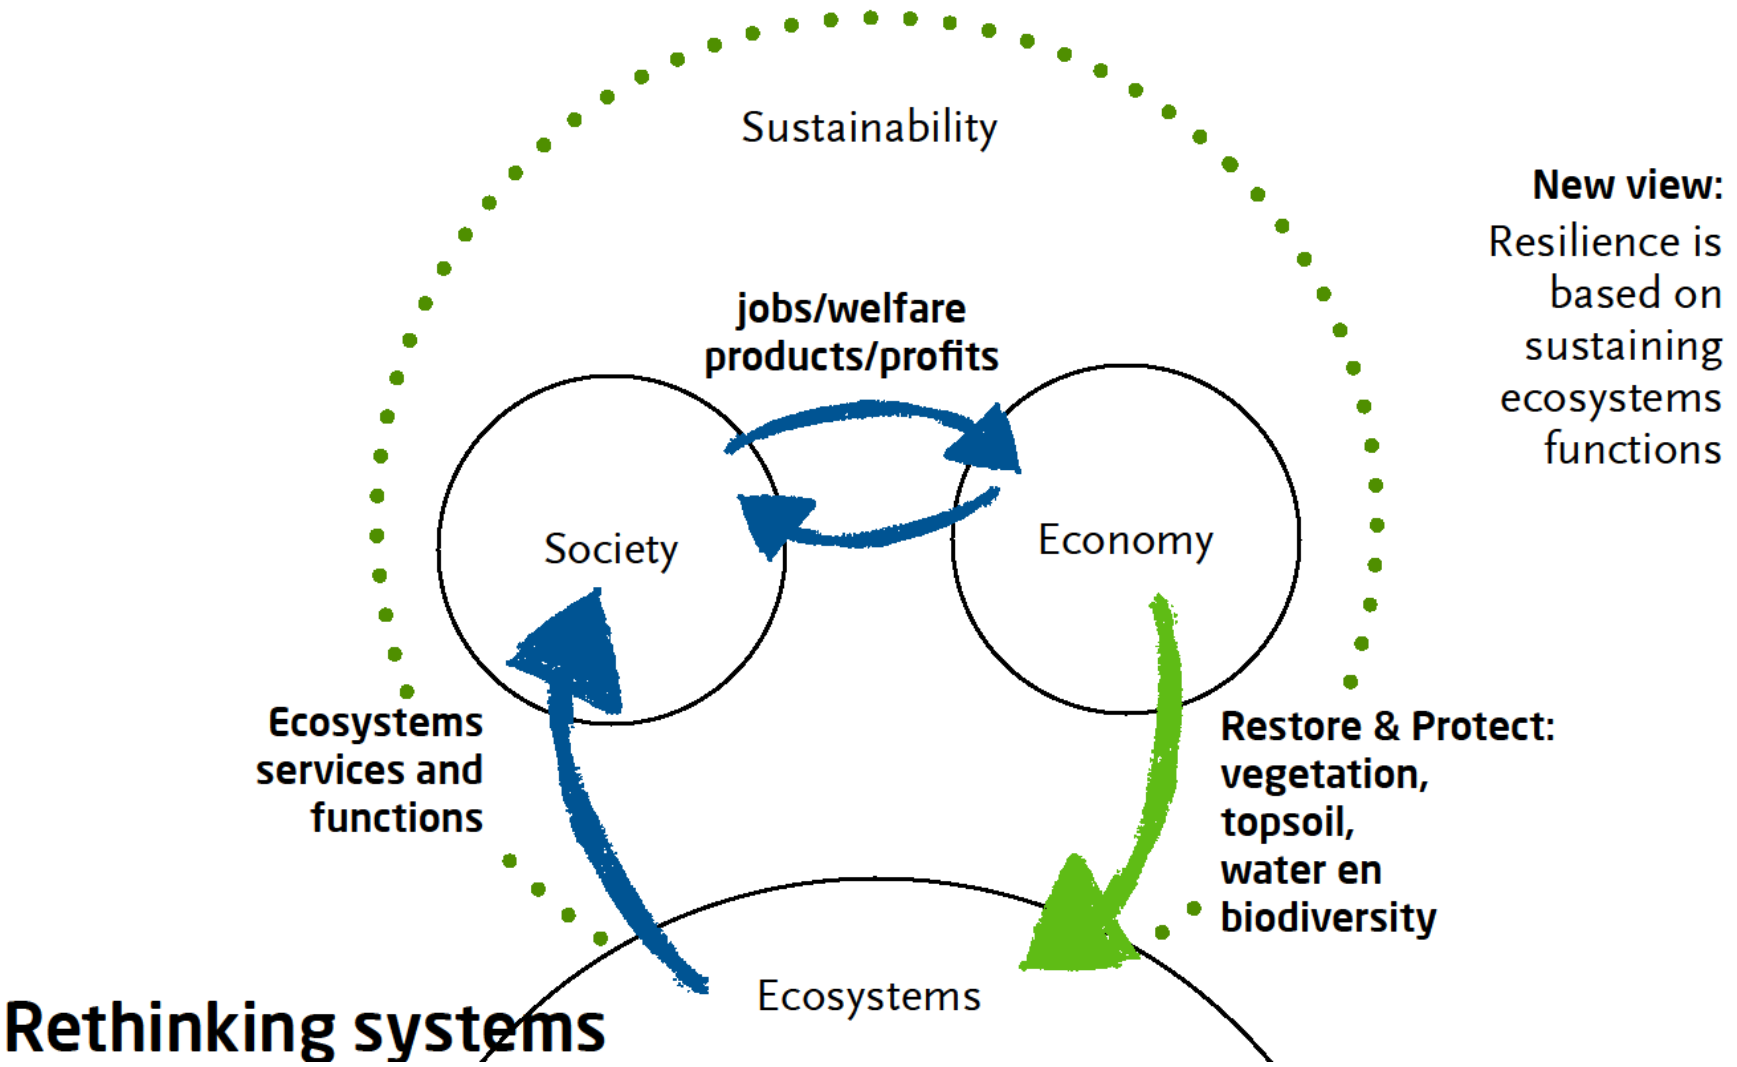 Sustainability
New view:
Resilience is
based on
sustaining
ecosystems
functions
jobs/welfare
products/profits
Society
Economy
Ecosystems
services and
functions
Restore & Protect:
vegetation,
topsoil,
water en
biodiversity
Ecosystems
Rethinking systems